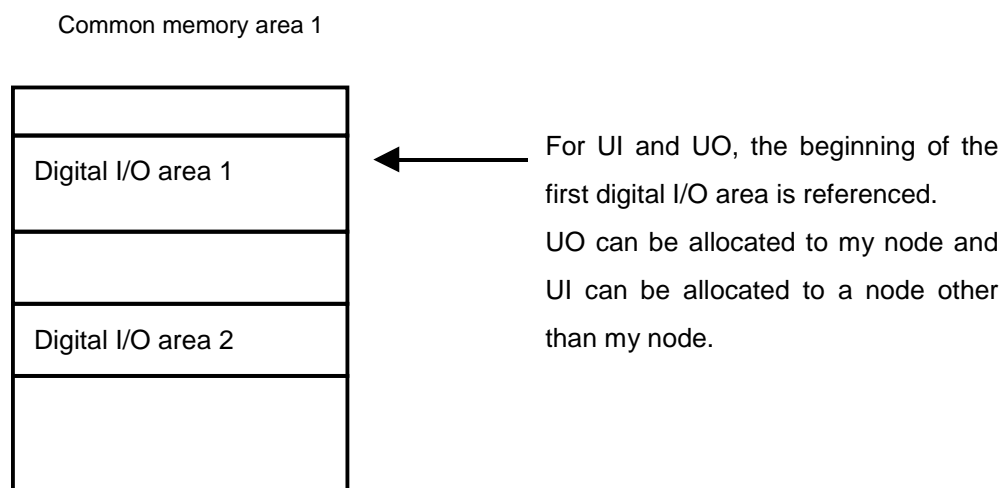 Common memory area 1
Digital I/O area 1
For UI and UO, the beginning of the
first digital I/O area is referenced.
UO can be allocated to my node and
UI can be allocated to a node other
than my node.
Digital I/O area 2